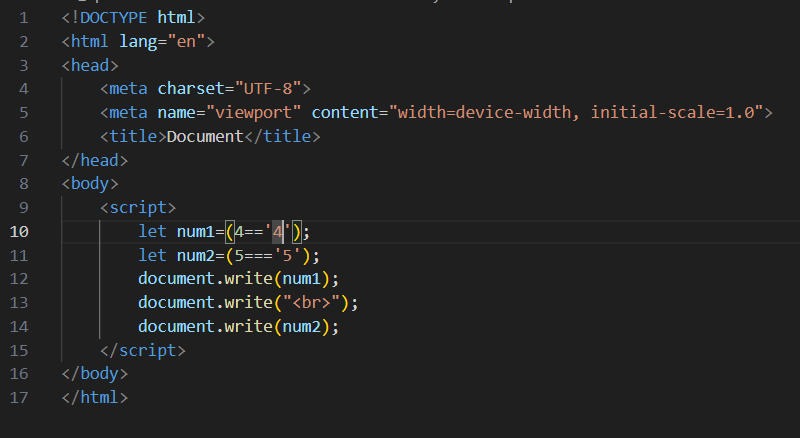 1 <!DOCTYPE html>
2 <html lang="en">
3 <head>
4     <meta charset="UTF-8">
5     <meta name="viewport" content="width=device-width, initial-scale=1.0">
6     <title>Document</title>
7 </head>
8 <body>
9     <script>
10         let num1=(4=='4');
11         let num2=(5==='5');
12         document.write(num1);
13         document.write("<br>");
14         document.write(num2);
15     </script>
16 </body>
17 </html>